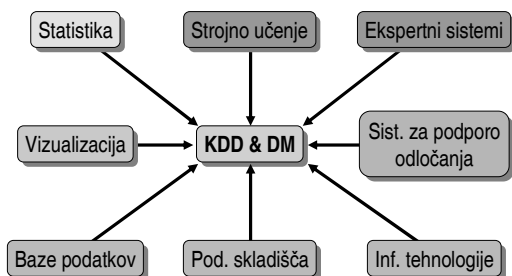 Statistika
Strojno učenje
Ekspertni sistemi
Vizualizacija
KDD & DM
Sist. za podporo
odločanja
Baze podatkov
Pod. skladišča
Inf. tehnologije